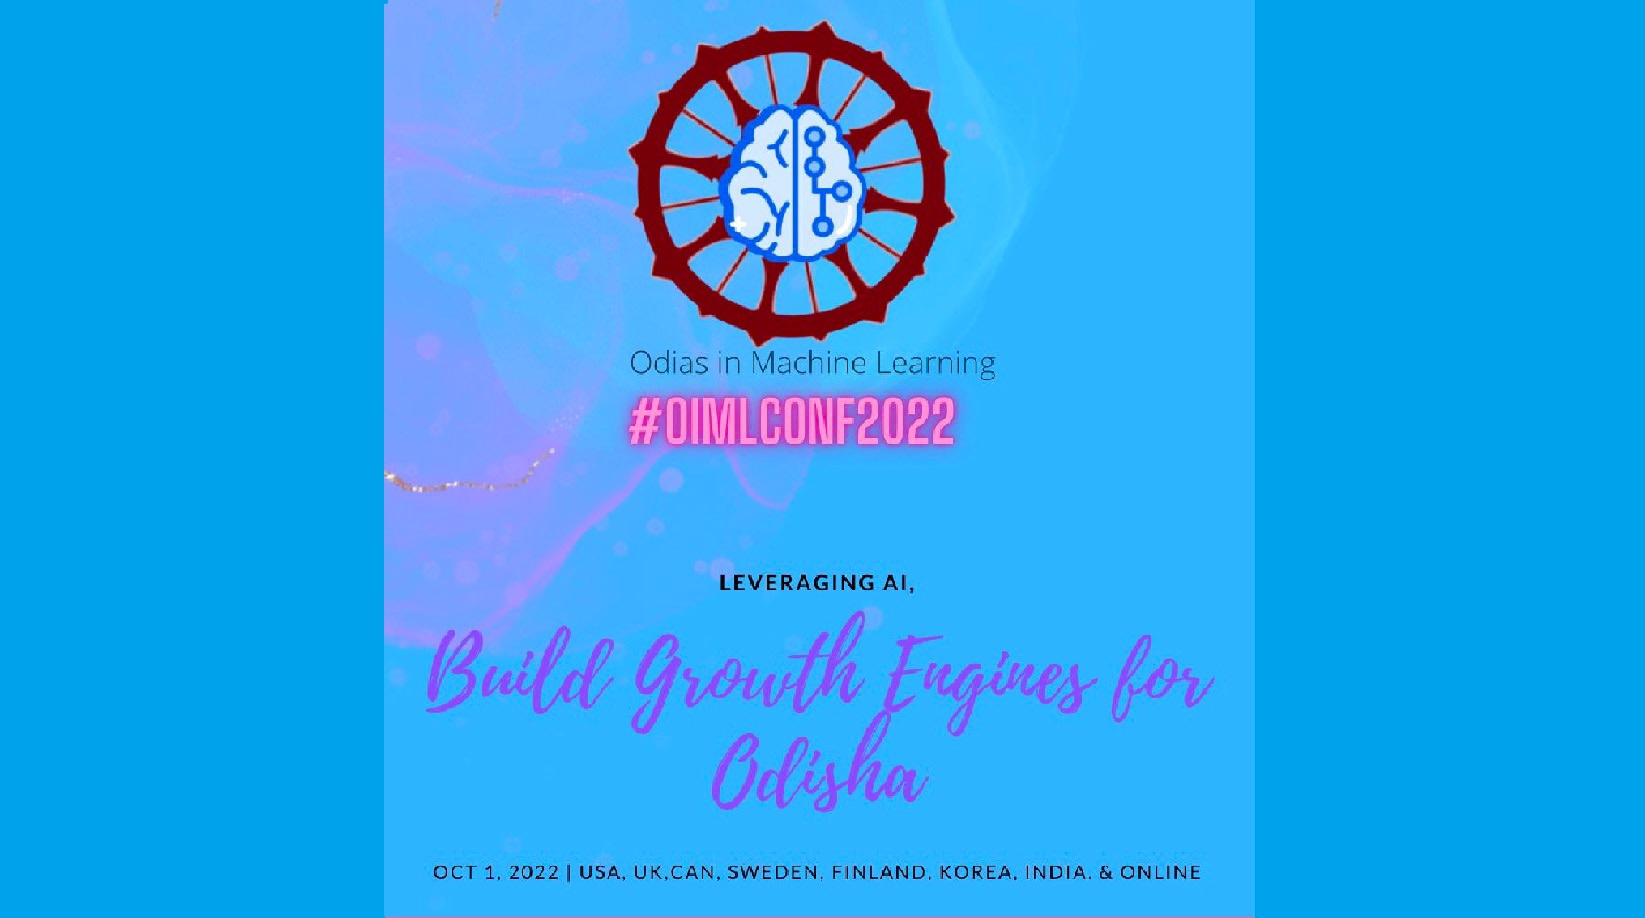 Odias in Machine Learning
#OIMLCONF2022
LEVERAGING AI,
Build Growth Engines for
Odisha
OCT 1, 2022 | USA, UK,CAN, SWEDEN, FINLAND, KOREA, INDIA. & ONLINE